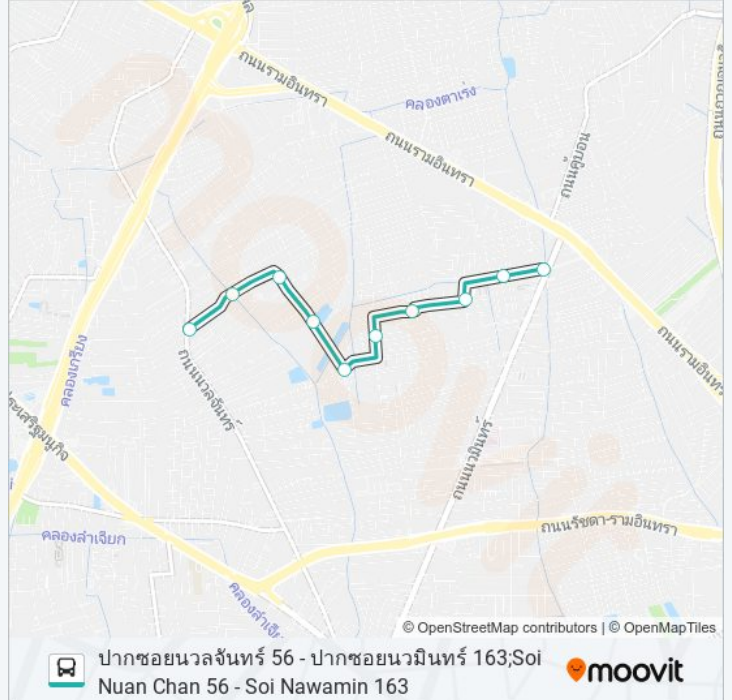 ถนนรามอินทรา
คลองตาเร่ง
ถนนรามอินทรา
ถนนคู้บอน
คลองเกรียง
ถนนนวลจันทร์
ถนนรามอินทรา
ถนนนวมินทร์
ถนนรัชดา-รามอินทรา
คลองลำเจียก
© OpenStreetMap contributors | © OpenMapTiles
ปากซอยนวลจันทร์ 56 - ปากซอยนวมินทร์ 163;Soi
Nuan Chan 56 - Soi Nawamin 163
moovit